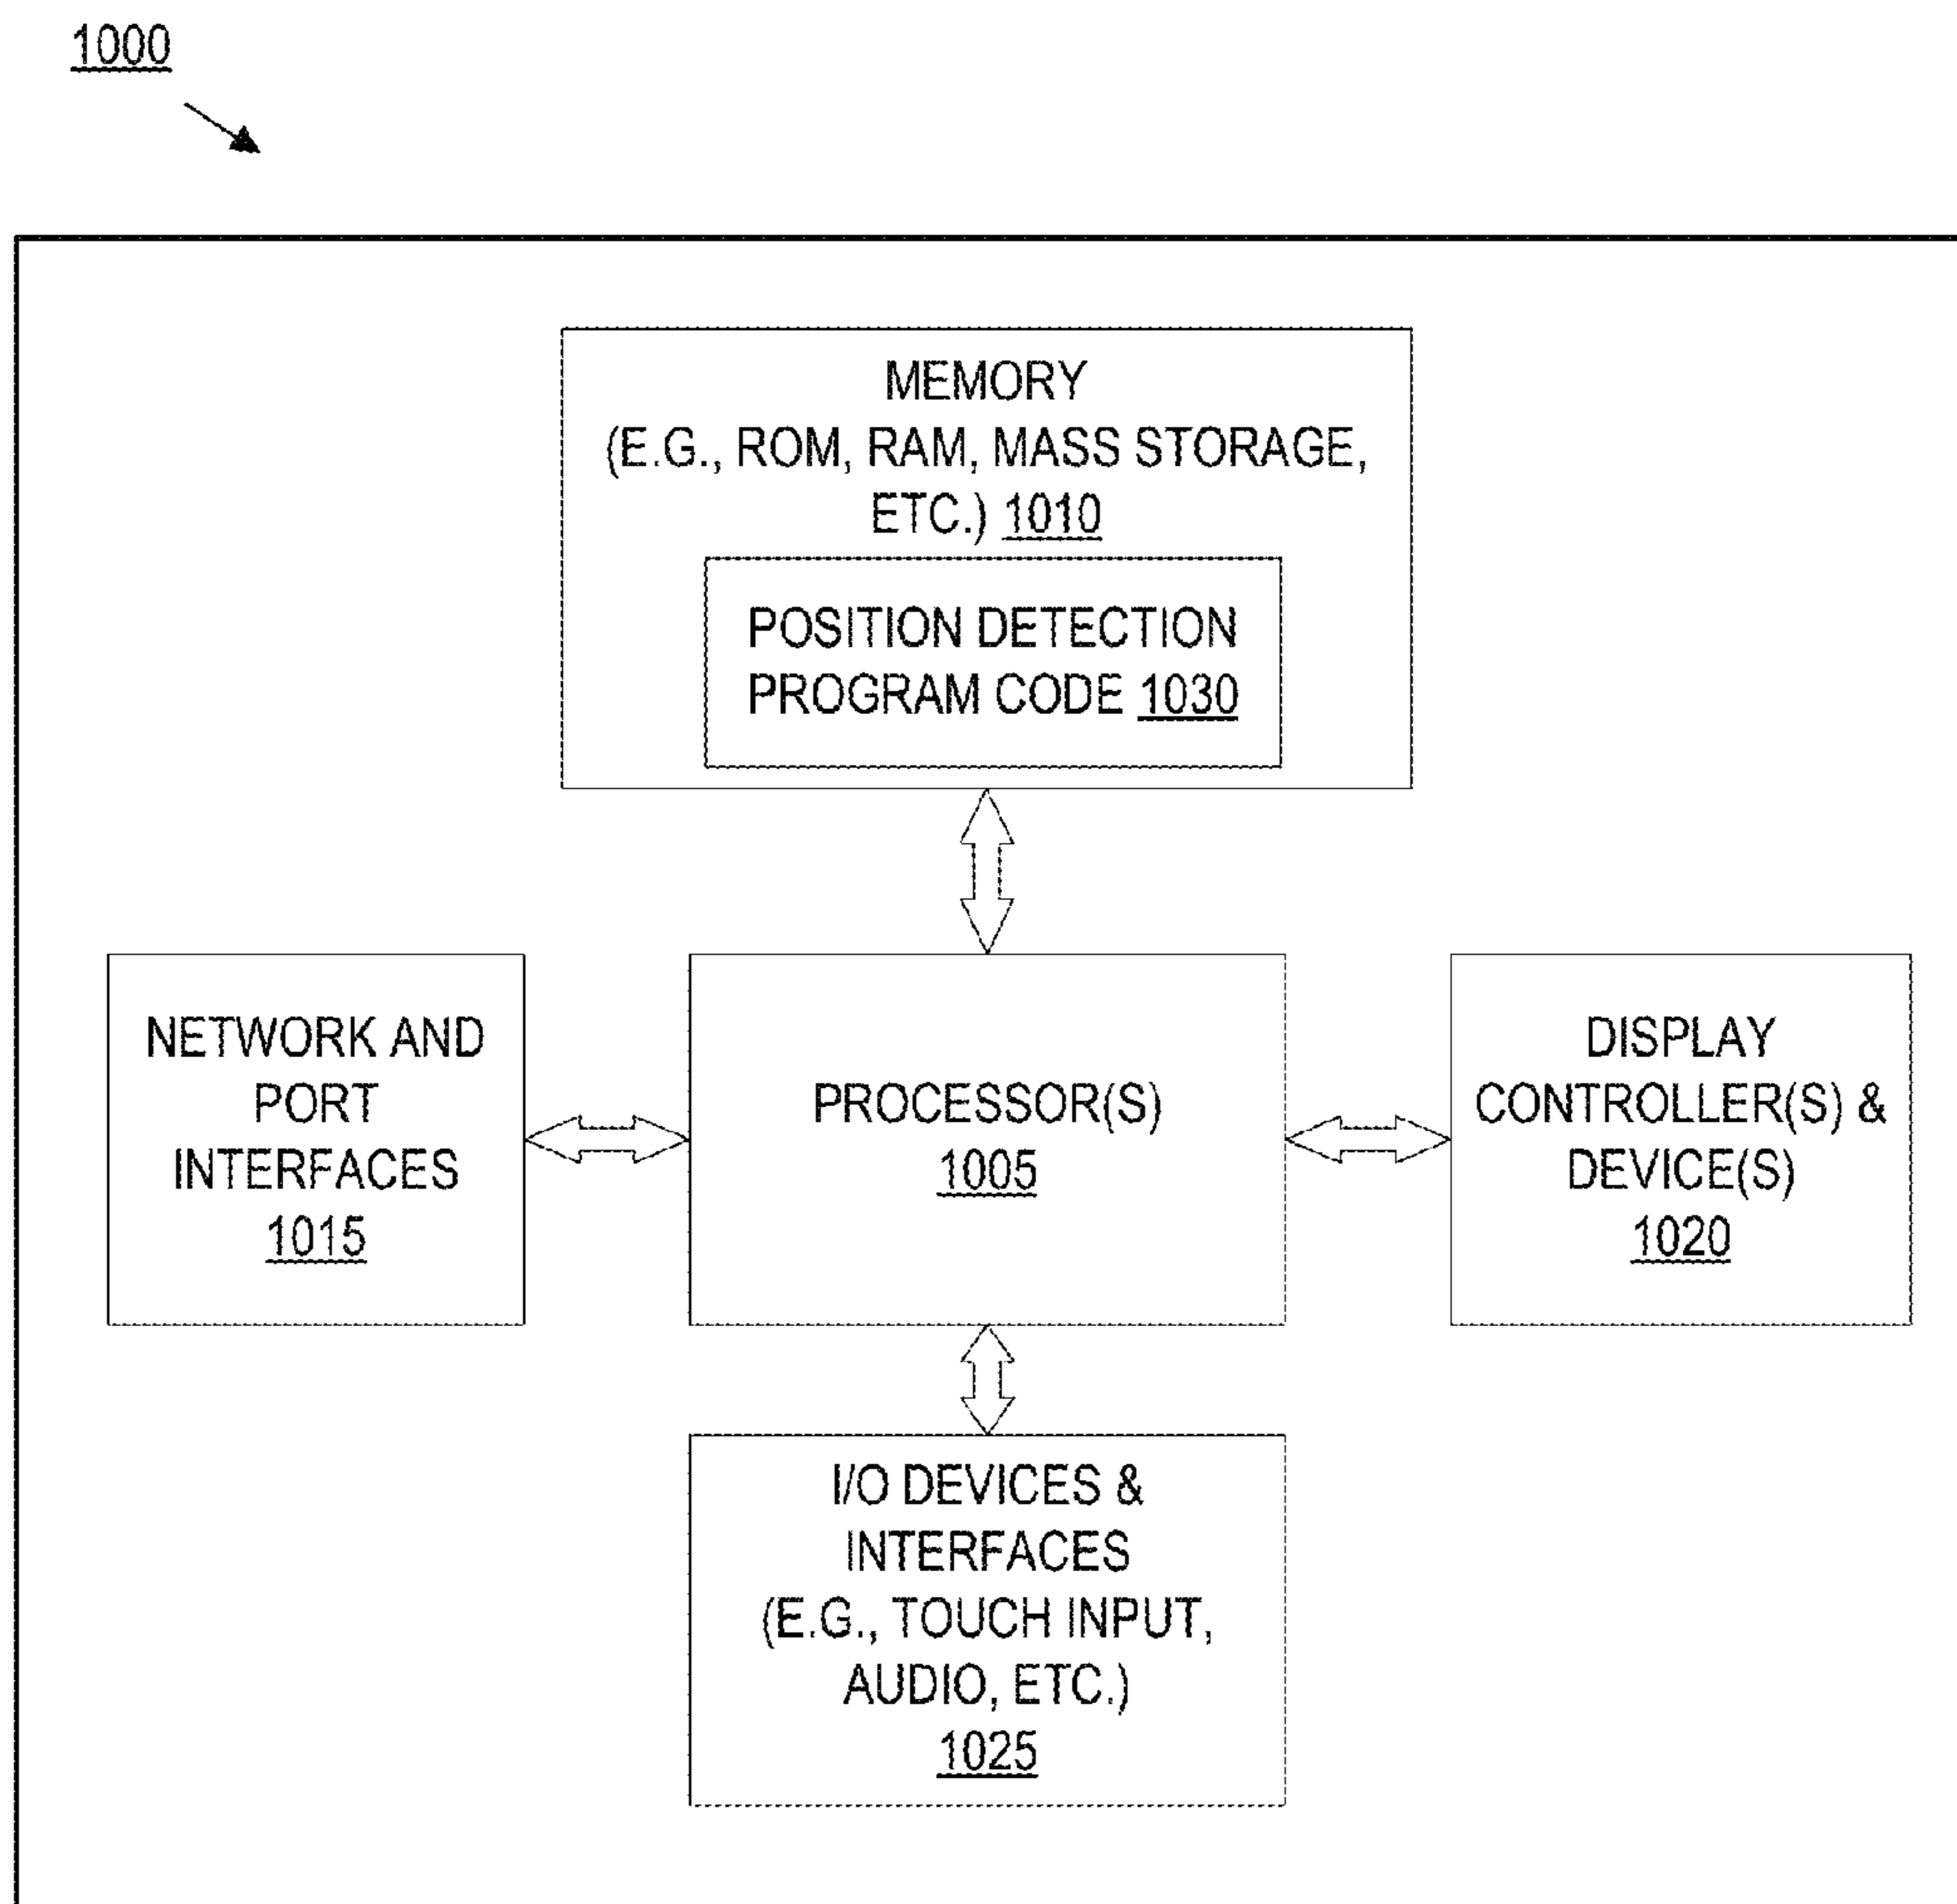 1000
MEMORY
(E.G., ROM, RAM, MASS STORAGE,
ETC.) 1010
POSITION DETECTION
PROGRAM CODE 1030
NETWORK AND
PORT
INTERFACES
1015
PROCESSOR(S)
1005
DISPLAY
CONTROLLER(S) &
DEVICE(S)
1020
I/O DEVICES &
INTERFACES
(E.G., TOUCH INPUT,
AUDIO, ETC.)
1025